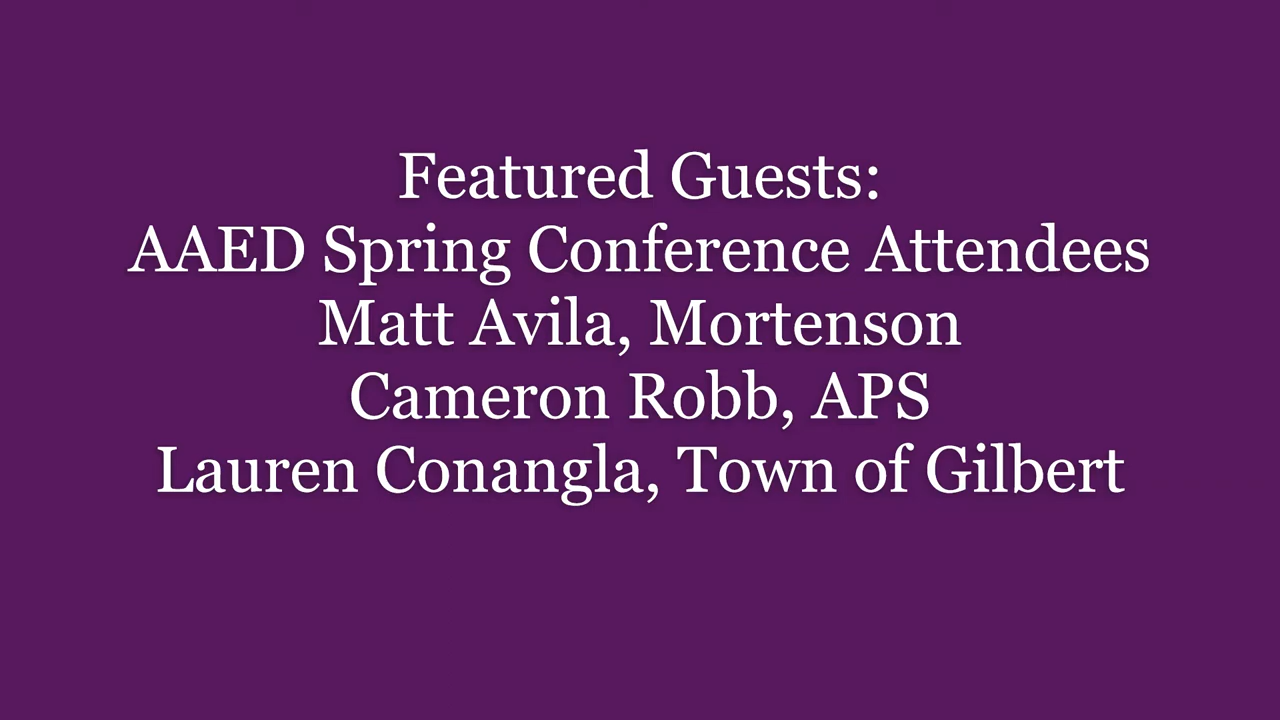 Featured Guests:
AAED Spring Conference Attendees
Matt Avila, Mortenson
Cameron Robb, APS
Lauren Conangla, Town of Gilbert